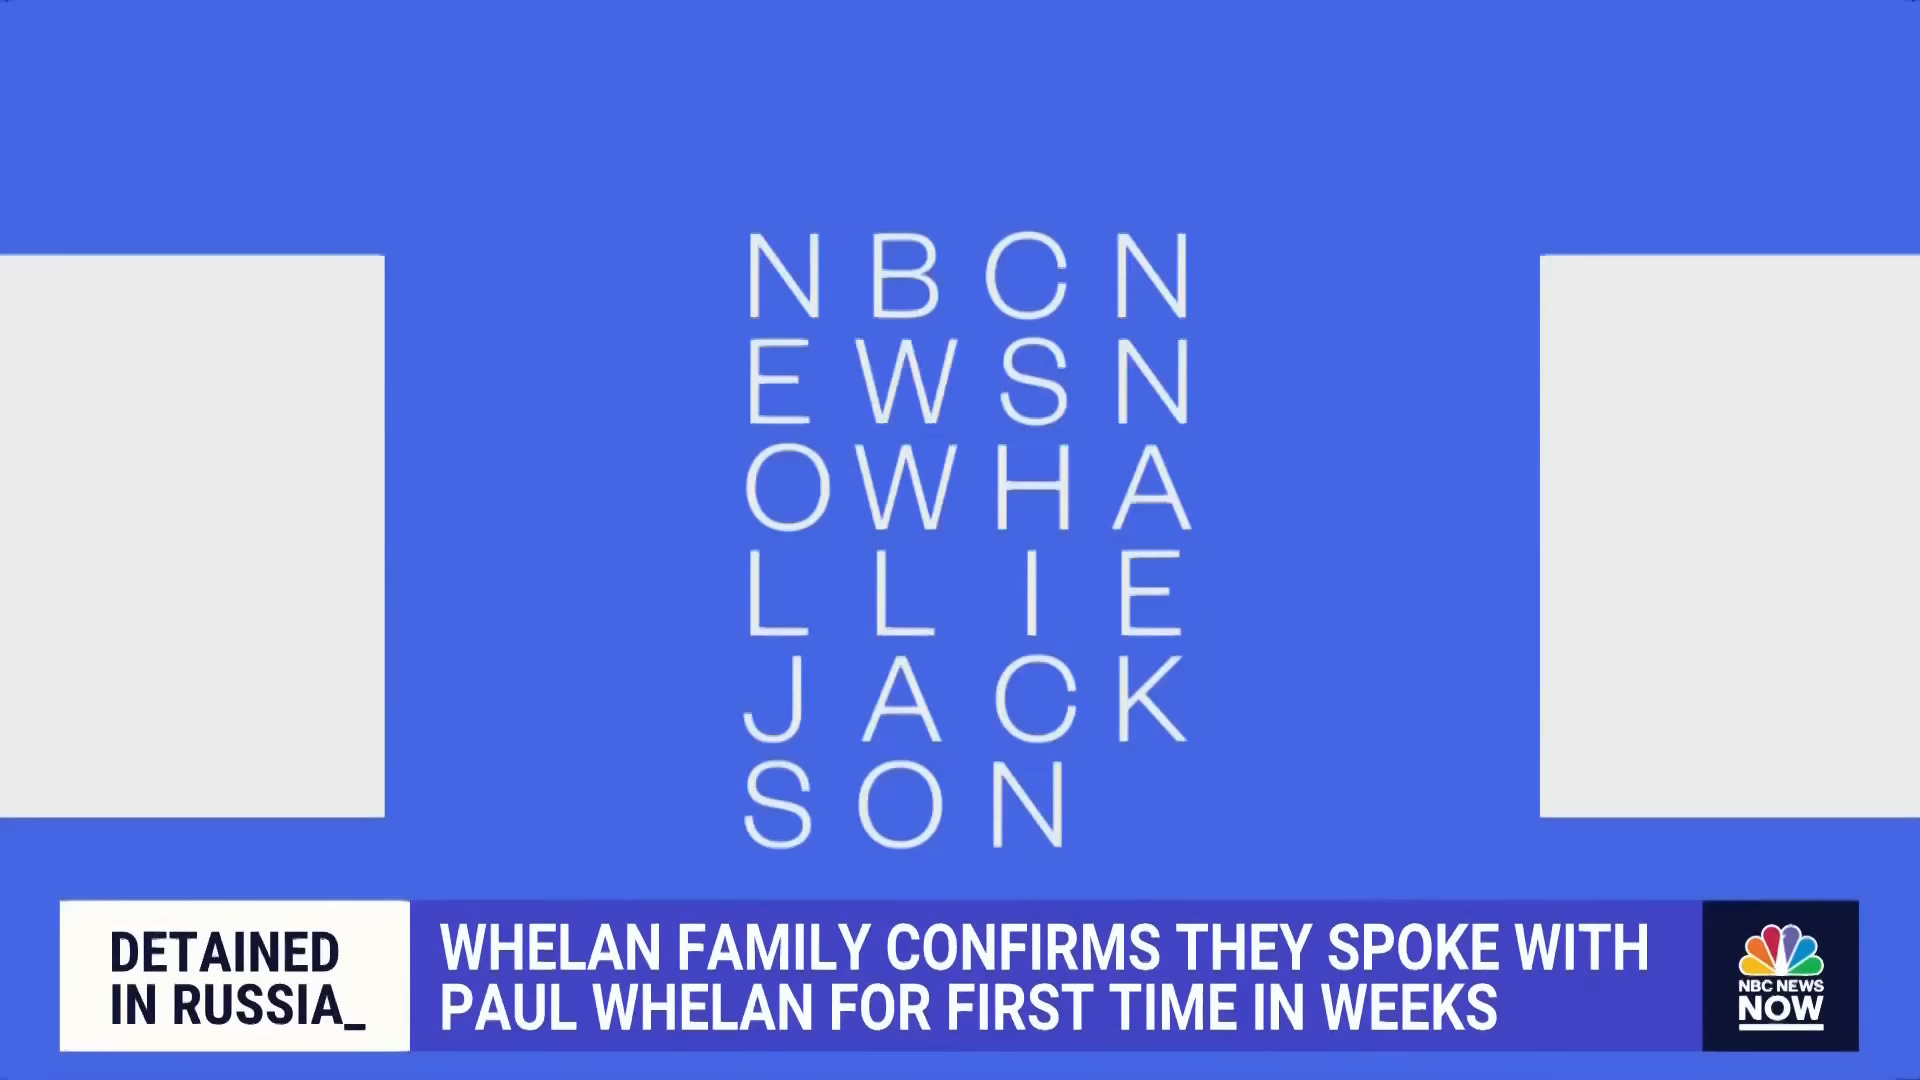 N B C N
E W S N
O W H A
L L I E
J A C K
S O N
DETAINED
IN RUSSIA_
WHELAN FAMILY CONFIRMS THEY SPOKE WITH
PAUL WHELAN FOR FIRST TIME IN WEEKS
NBC NEWS
NOW